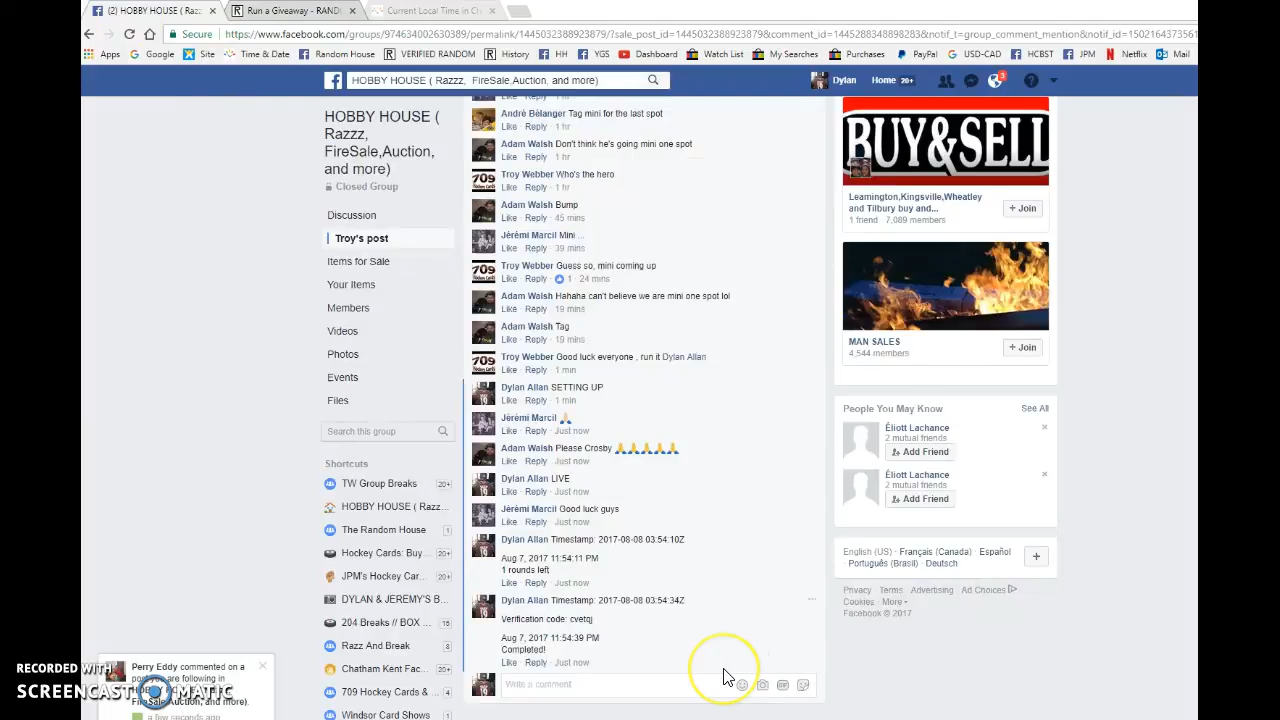 (2) HOBBY HOUSE ( Razz
Run a Giveaway - RAND
Current Local Time in Ch
Secure
https://www.facebook.com/groups/974634002630389/permalink/1445032388923879/?sale_post_id=1445032388923879&comment_id=1445288348898283&notif_t=group_comment_mention&notif_id=15021643735611
Apps Google Site Time & Date Random House VERIFIED RANDOM History HH YGS Dashboard Watch List My Searches Purchases PayPal USD-CAD HCBST JPM Netflix Mail
HOBBY HOUSE ( Razzz, FireSale,Auction, and more)
Dylan Home 20+ 3
HOBBY HOUSE (
Razzz,
FireSale,Auction,
and more)
Closed Group
Discussion
Troy's post
Items for Sale
Your Items
Members
Videos
Photos
Events
Files
Search this group
Shortcuts
TW Group Breaks 20+
HOBBY HOUSE ( Razz...
The Random House 1
Hockey Cards: Buy... 20+
JPM's Hockey Car... 20+
DYLAN & JEREMY'S B...
204 Breaks // BOX ... 16
Razz And Break 8
Chatham Kent Fac... 20+
709 Hockey Cards & ... 4
Windsor Card Shows 1
Like · Reply · 1 hr
André Bèlanger Tag mini for the last spot
Like · Reply · 1 hr
Adam Walsh Don't think he's going mini one spot
Like · Reply · 1 hr
Troy Webber Who's the hero
Like · Reply · 1 hr
Adam Walsh Bump
Like · Reply · 45 mins
Jérémi Marcil Mini ...
Like · Reply · 39 mins
Troy Webber Guess so, mini coming up
Like · Reply · 1 · 24 mins
Adam Walsh Hahaha can't believe we are mini one spot lol
Like · Reply · 19 mins
Adam Walsh Tag
Like · Reply · 19 mins
Troy Webber Good luck everyone , run it Dylan Allan
Like · Reply · 1 min
Dylan Allan SETTING UP
Like · Reply · 1 min
Jérémi Marcil 🙏
Like · Reply · Just now
Adam Walsh Please Crosby 🙏🙏🙏🙏🙏
Like · Reply · Just now
Dylan Allan LIVE
Like · Reply · Just now
Jérémi Marcil Good luck guys
Like · Reply · Just now
Dylan Allan Timestamp: 2017-08-08 03:54:10Z
Aug 7, 2017 11:54:11 PM
1 rounds left
Like · Reply · Just now
Dylan Allan Timestamp: 2017-08-08 03:54:34Z
Verification code: cvetqj
Aug 7, 2017 11:54:39 PM
Completed!
Like · Reply · Just now
Write a comment
BUY&SELL
Leamington,Kingsville,Wheatley
and Tilbury buy and...
1 friend · 7,089 members
+ Join
MAN SALES
4,544 members
+ Join
People You May Know See All
Éliott Lachance
2 mutual friends
Add Friend
Éliott Lachance
2 mutual friends
Add Friend
English (US) · Français (Canada) · Español ·
Português (Brasil) · Deutsch
Privacy · Terms · Advertising · Ad Choices
Cookies · More
Facebook © 2017
Perry Eddy commented on a
FireSale,Auction, and more).
a few seconds ago
RECORDED WITH
SCREENCAST MATIC